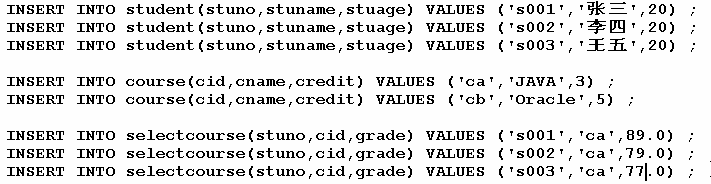 INSERT INTO student(stuno,stuname,stuage) VALUES ('s001','张三',20) ;
INSERT INTO student(stuno,stuname,stuage) VALUES ('s002','李四',20) ;
INSERT INTO student(stuno,stuname,stuage) VALUES ('s003','王五',20) ;
INSERT INTO course(cid,cname,credit) VALUES ('ca','JAVA',3) ;
INSERT INTO course(cid,cname,credit) VALUES ('cb','Oracle',5) ;
INSERT INTO selectcourse(stuno,cid,grade) VALUES ('s001','ca',89.0) ;
INSERT INTO selectcourse(stuno,cid,grade) VALUES ('s002','ca',79.0) ;
INSERT INTO selectcourse(stuno,cid,grade) VALUES ('s003','ca',77.0) ;